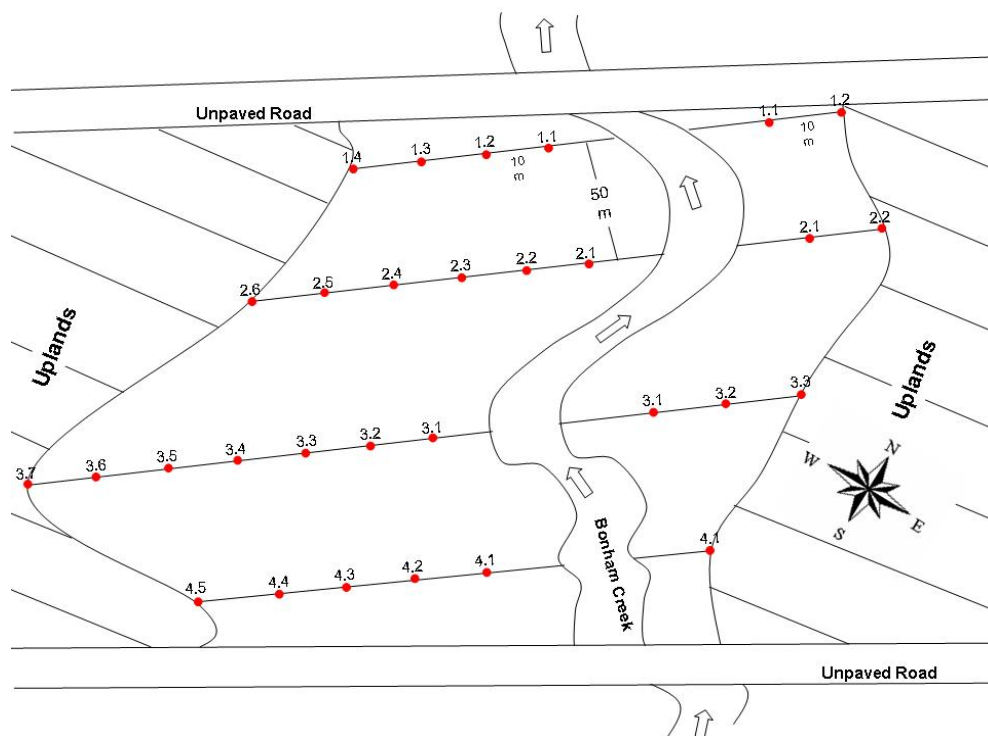 Unpaved Road
1.1
1.2
10
m
1.4
1.3
1.2
1.1
10
m
50
m
2.1
2.2
2.6
2.5
2.4
2.3
2.2
2.1
Uplands
Uplands
3.1
3.2
3.3
3.7
3.6
3.5
3.4
3.3
3.2
3.1
N
W
E
S
Bonham Creek
4.1
4.5
4.4
4.3
4.2
4.1
Unpaved Road